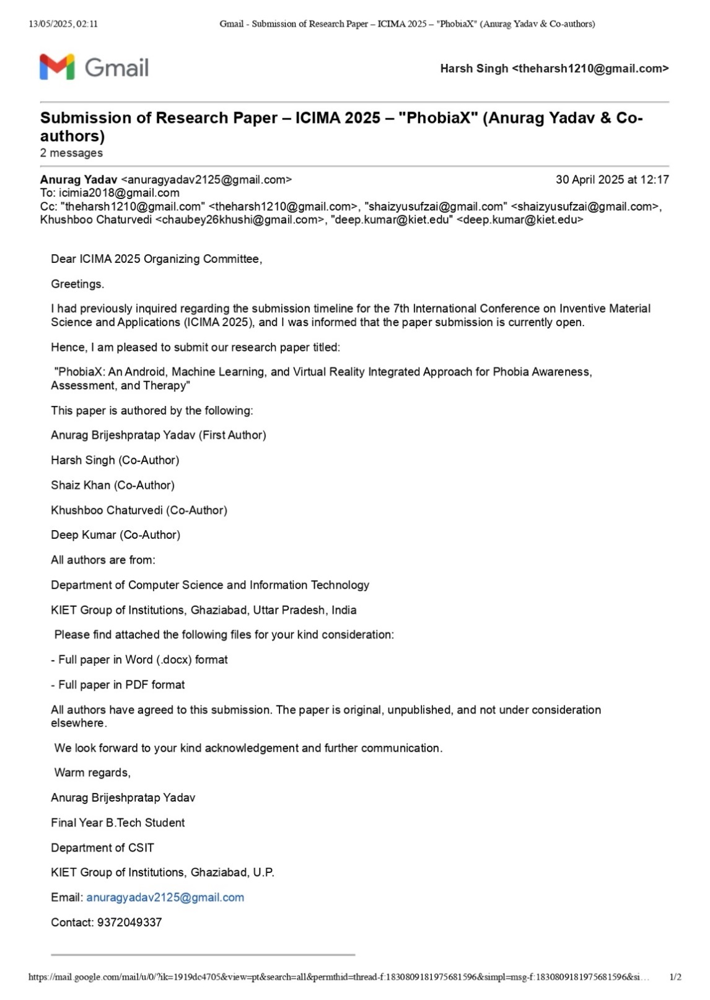 13/05/2025, 02:11 Gmail - Submission of Research Paper – ICIMA 2025 – "PhobiaX" (Anurag Yadav & Co-authors)
Gmail Harsh Singh <theharsh1210@gmail.com>
Submission of Research Paper – ICIMA 2025 – "PhobiaX" (Anurag Yadav & Co-
authors)
2 messages
Anurag Yadav <anuragyadav2125@gmail.com> 30 April 2025 at 12:17
To: icimia2018@gmail.com
Cc: "theharsh1210@gmail.com" <theharsh1210@gmail.com>, "shaizyusufzai@gmail.com" <shaizyusufzai@gmail.com>,
Khushboo Chaturvedi <chaubey26khushi@gmail.com>, "deep.kumar@kiet.edu" <deep.kumar@kiet.edu>
Dear ICIMA 2025 Organizing Committee,
Greetings.
I had previously inquired regarding the submission timeline for the 7th International Conference on Inventive Material
Science and Applications (ICIMA 2025), and I was informed that the paper submission is currently open.
Hence, I am pleased to submit our research paper titled:
"PhobiaX: An Android, Machine Learning, and Virtual Reality Integrated Approach for Phobia Awareness,
Assessment, and Therapy"
This paper is authored by the following:
Anurag Brijeshpratap Yadav (First Author)
Harsh Singh (Co-Author)
Shaiz Khan (Co-Author)
Khushboo Chaturvedi (Co-Author)
Deep Kumar (Co-Author)
All authors are from:
Department of Computer Science and Information Technology
KIET Group of Institutions, Ghaziabad, Uttar Pradesh, India
Please find attached the following files for your kind consideration:
- Full paper in Word (.docx) format
- Full paper in PDF format
All authors have agreed to this submission. The paper is original, unpublished, and not under consideration
elsewhere.
We look forward to your kind acknowledgement and further communication.
Warm regards,
Anurag Brijeshpratap Yadav
Final Year B.Tech Student
Department of CSIT
KIET Group of Institutions, Ghaziabad, U.P.
Email: anuragyadav2125@gmail.com
Contact: 9372049337
https://mail.google.com/mail/u/0/?ik=1919dc4705&view=pt&search=all&permthid=thread-f:1830809181975681596&simpl=msg-f:1830809181975681596&si… 1/2